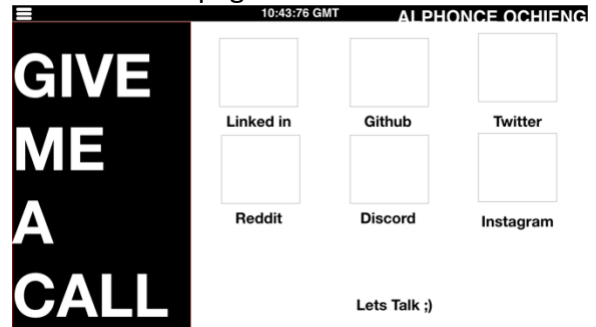 10:43:76 GMT
ALPHONCE OCHIENG
GIVE
ME
A
CALL
Linked in
Github
Twitter
Reddit
Discord
Instagram
Lets Talk ;)